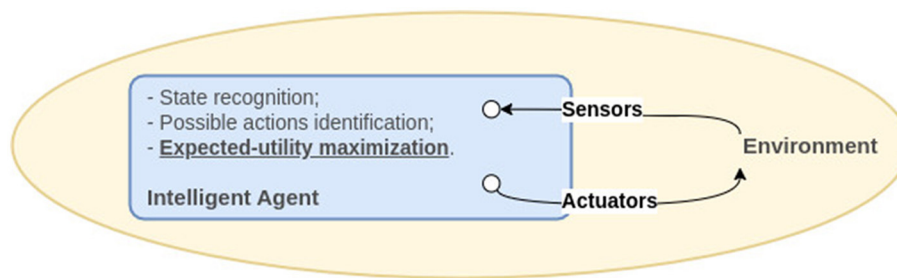 - State recognition;
- Possible actions identification;
- Expected-utility maximization.
Intelligent Agent
Sensors
Environment
Actuators